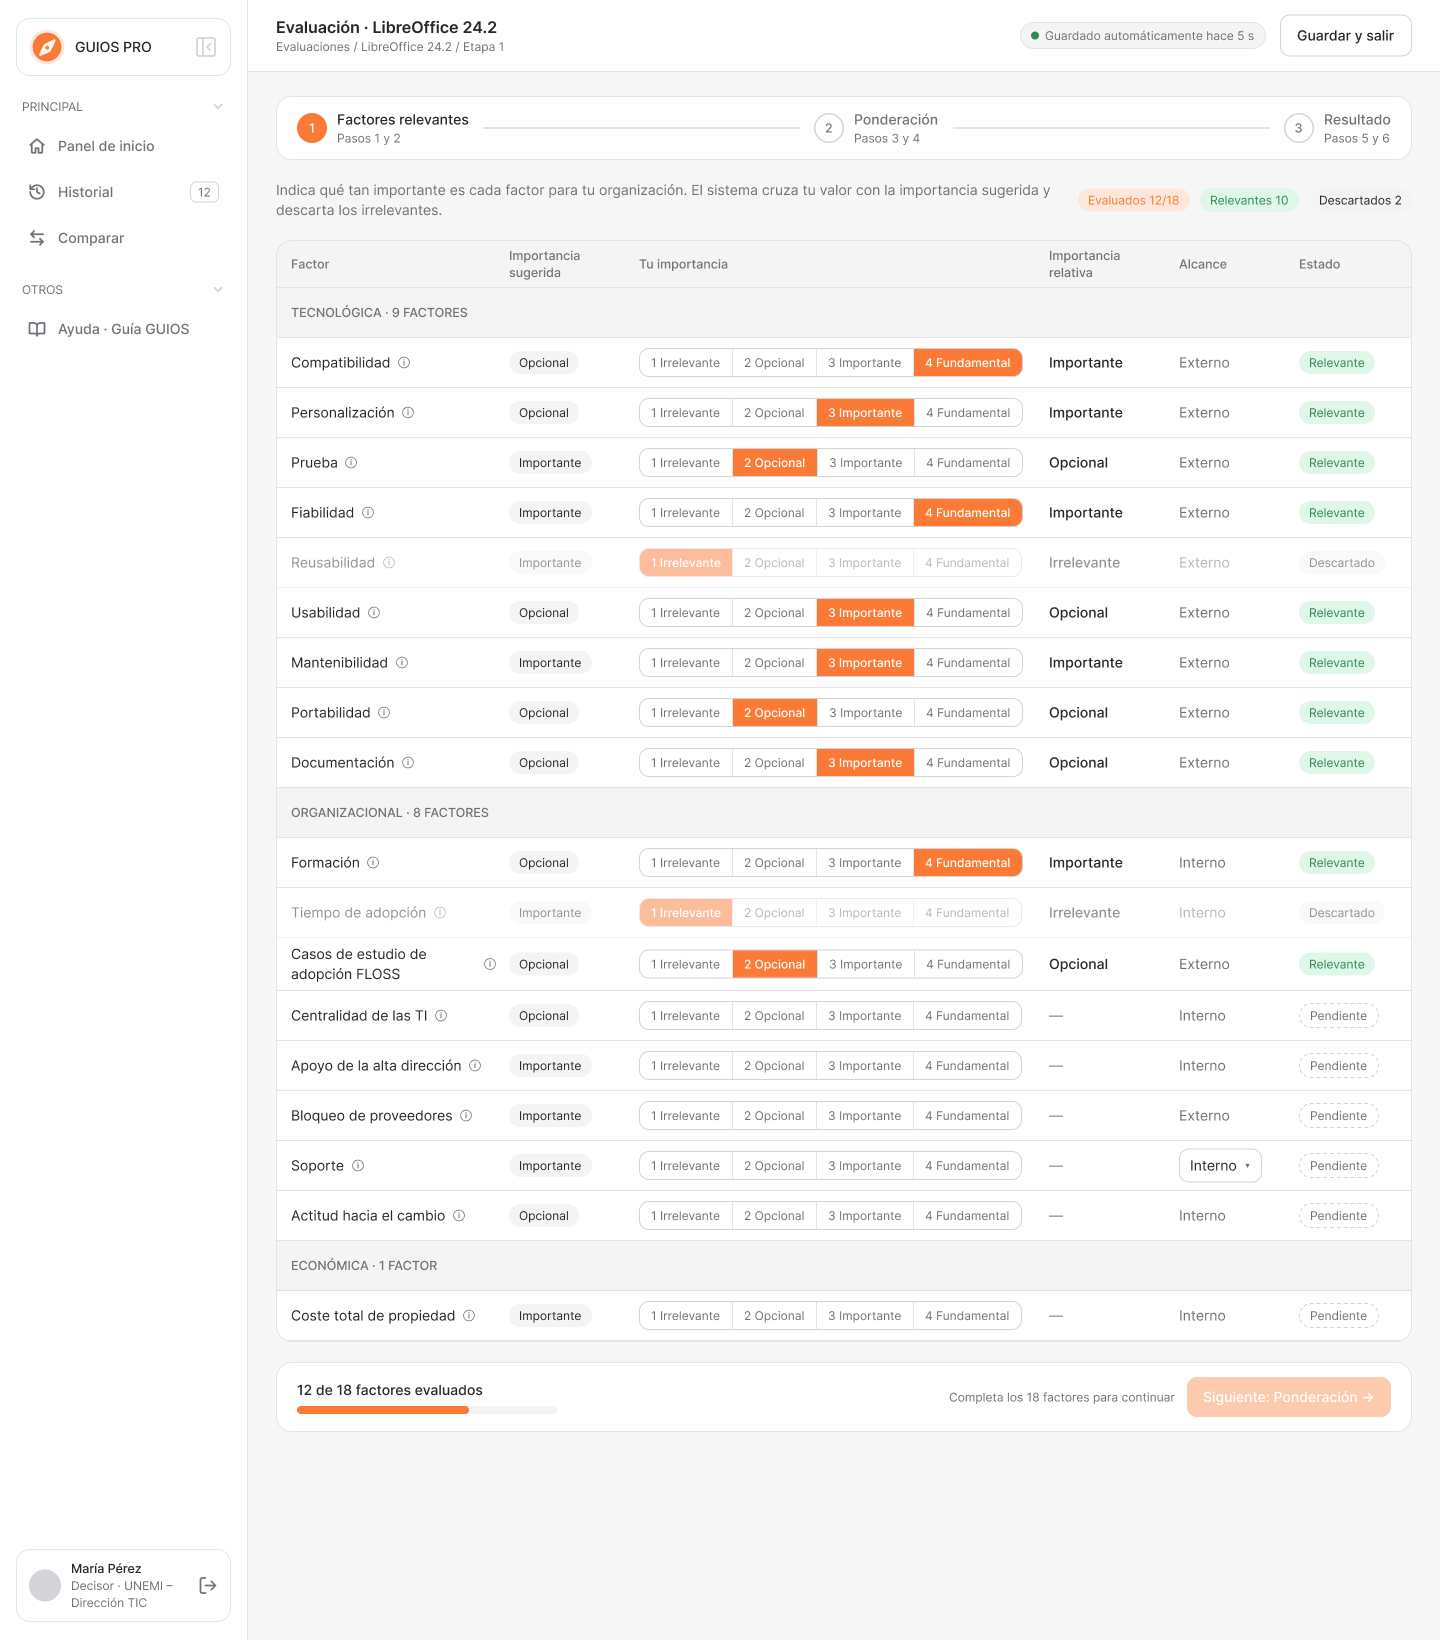 GUIOS PRO
PRINCIPAL
Panel de inicio
Historial 12
Comparar
OTROS
Ayuda · Guía GUIOS
María Pérez
Decisor · UNEMI –
Dirección TIC
Evaluación · LibreOffice 24.2
Evaluaciones / LibreOffice 24.2 / Etapa 1
Guardado automáticamente hace 5 s
Guardar y salir
1 Factores relevantes
Pasos 1 y 2
2 Ponderación
Pasos 3 y 4
3 Resultado
Pasos 5 y 6
Indica qué tan importante es cada factor para tu organización. El sistema cruza tu valor con la importancia sugerida y
descarta los irrelevantes.
Evaluados 12/18 Relevantes 10 Descartados 2
Factor Importancia sugerida Tu importancia Importancia relativa Alcance Estado
TECNOLÓGICA · 9 FACTORES
Compatibilidad Opcional 1 Irrelevante 2 Opcional 3 Importante 4 Fundamental Importante Externo Relevante
Personalización Opcional 1 Irrelevante 2 Opcional 3 Importante 4 Fundamental Importante Externo Relevante
Prueba Importante 1 Irrelevante 2 Opcional 3 Importante 4 Fundamental Opcional Externo Relevante
Fiabilidad Importante 1 Irrelevante 2 Opcional 3 Importante 4 Fundamental Importante Externo Relevante
Reusabilidad Importante 1 Irrelevante 2 Opcional 3 Importante 4 Fundamental Irrelevante Externo Descartado
Usabilidad Opcional 1 Irrelevante 2 Opcional 3 Importante 4 Fundamental Opcional Externo Relevante
Mantenibilidad Importante 1 Irrelevante 2 Opcional 3 Importante 4 Fundamental Importante Externo Relevante
Portabilidad Opcional 1 Irrelevante 2 Opcional 3 Importante 4 Fundamental Opcional Externo Relevante
Documentación Opcional 1 Irrelevante 2 Opcional 3 Importante 4 Fundamental Opcional Externo Relevante
ORGANIZACIONAL · 8 FACTORES
Formación Opcional 1 Irrelevante 2 Opcional 3 Importante 4 Fundamental Importante Interno Relevante
Tiempo de adopción Importante 1 Irrelevante 2 Opcional 3 Importante 4 Fundamental Irrelevante Interno Descartado
Casos de estudio de adopción FLOSS Opcional 1 Irrelevante 2 Opcional 3 Importante 4 Fundamental Opcional Externo Relevante
Centralidad de las TI Opcional 1 Irrelevante 2 Opcional 3 Importante 4 Fundamental — Interno Pendiente
Apoyo de la alta dirección Importante 1 Irrelevante 2 Opcional 3 Importante 4 Fundamental — Interno Pendiente
Bloqueo de proveedores Importante 1 Irrelevante 2 Opcional 3 Importante 4 Fundamental — Externo Pendiente
Soporte Importante 1 Irrelevante 2 Opcional 3 Importante 4 Fundamental — Interno Pendiente
Actitud hacia el cambio Opcional 1 Irrelevante 2 Opcional 3 Importante 4 Fundamental — Interno Pendiente
ECONÓMICA · 1 FACTOR
Coste total de propiedad Importante 1 Irrelevante 2 Opcional 3 Importante 4 Fundamental — Interno Pendiente
12 de 18 factores evaluados
Completa los 18 factores para continuar
Siguiente: Ponderación →